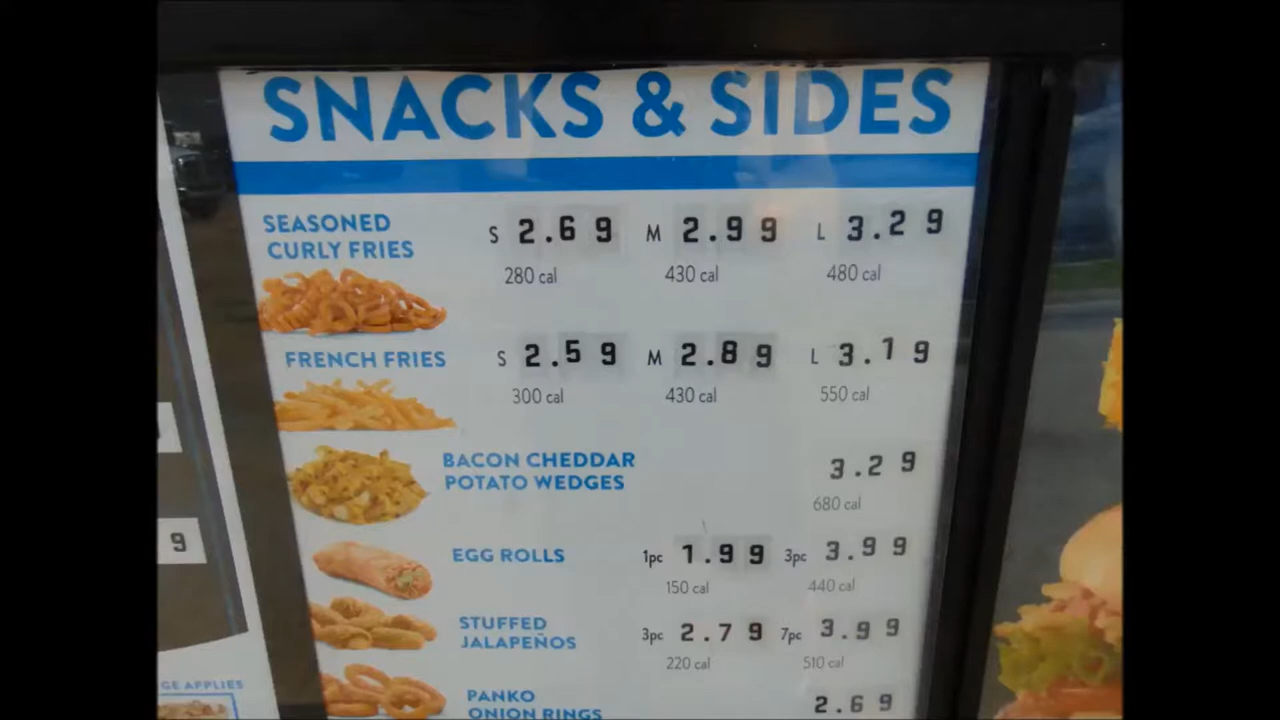 SNACKS & SIDES
SEASONED
CURLY FRIES
S 2.69 M 2.99 L 3.29
280 cal 430 cal 480 cal
FRENCH FRIES S 2.59 M 2.89 L 3.19
300 cal 430 cal 550 cal
BACON CHEDDAR
POTATO WEDGES
3.29
680 cal
EGG ROLLS 1pc 1.99 3pc 3.99
150 cal 440 cal
STUFFED
JALAPEÑOS
3pc 2.79 7pc 3.99
220 cal 510 cal
PANKO
ONION RINGS
2.69
9
GE APPLIES